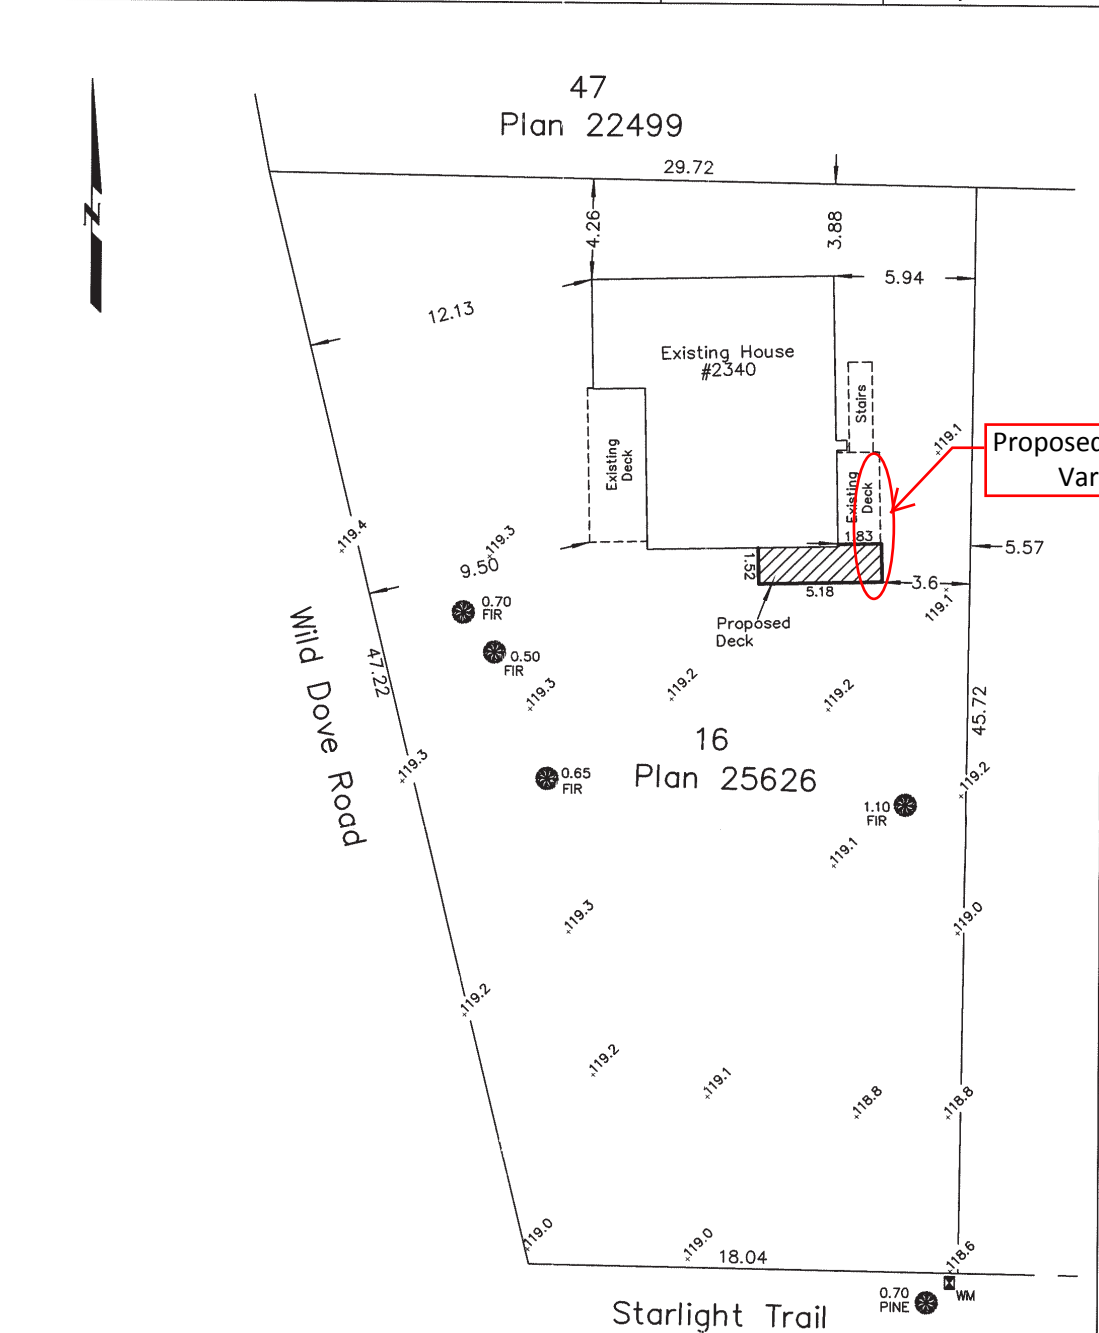 47
Plan 22499
29.72
N
4.26
3.88
5.94
12.13
Existing House
#2340
Stairs
119.1
Proposed
Var
Existing
Deck
Existing
Deck
119.4
119.3
1.83
5.57
9.50
1.52
5.18
3.6
119.1
0.70
FIR
Proposed
Deck
0.50
FIR
47.22
119.3
119.2
119.2
45.72
Wild Dove Road
16
Plan 25626
119.3
0.65
FIR
119.2
1.10
FIR
119.1
119.3
119.0
119.2
119.2
119.1
118.8
118.8
119.0
119.0
18.04
118.6
WM
0.70
PINE
Starlight Trail